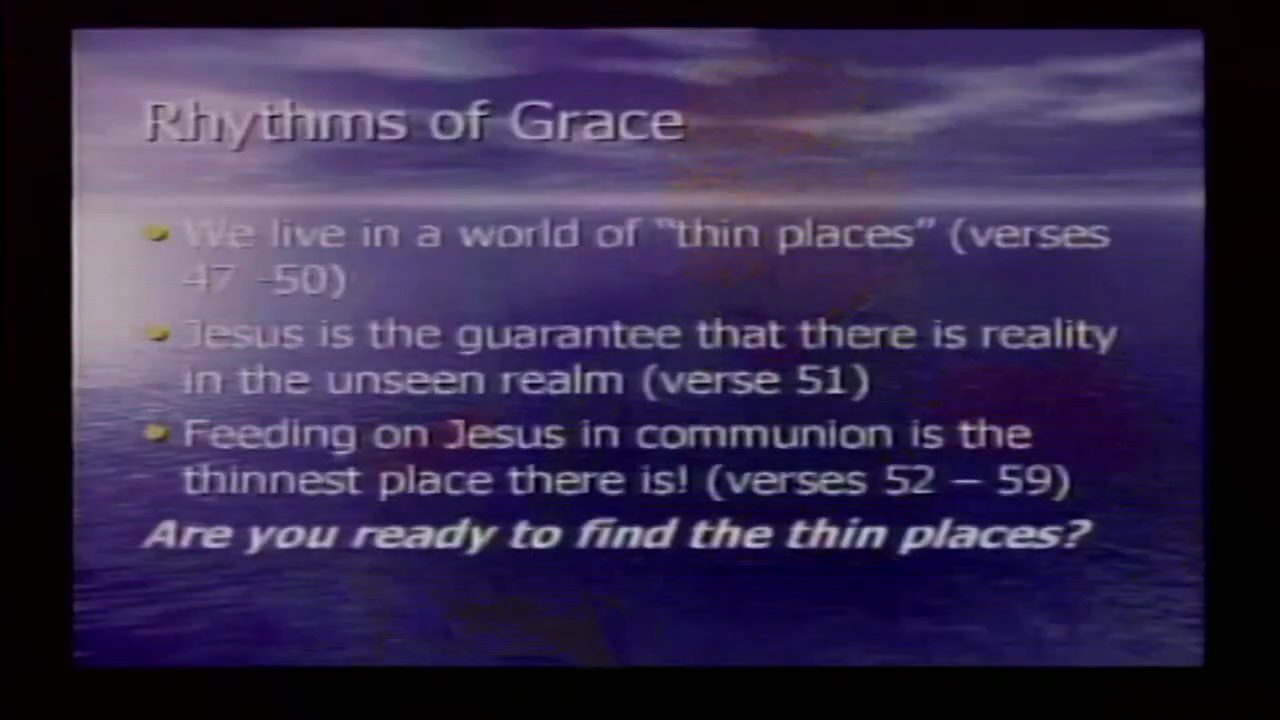 Rhythms of Grace
We live in a world of “thin places” (verses
47 -50)
Jesus is the guarantee that there is reality
in the unseen realm (verse 51)
Feeding on Jesus in communion is the
thinnest place there is! (verses 52 – 59)
Are you ready to find the thin places?